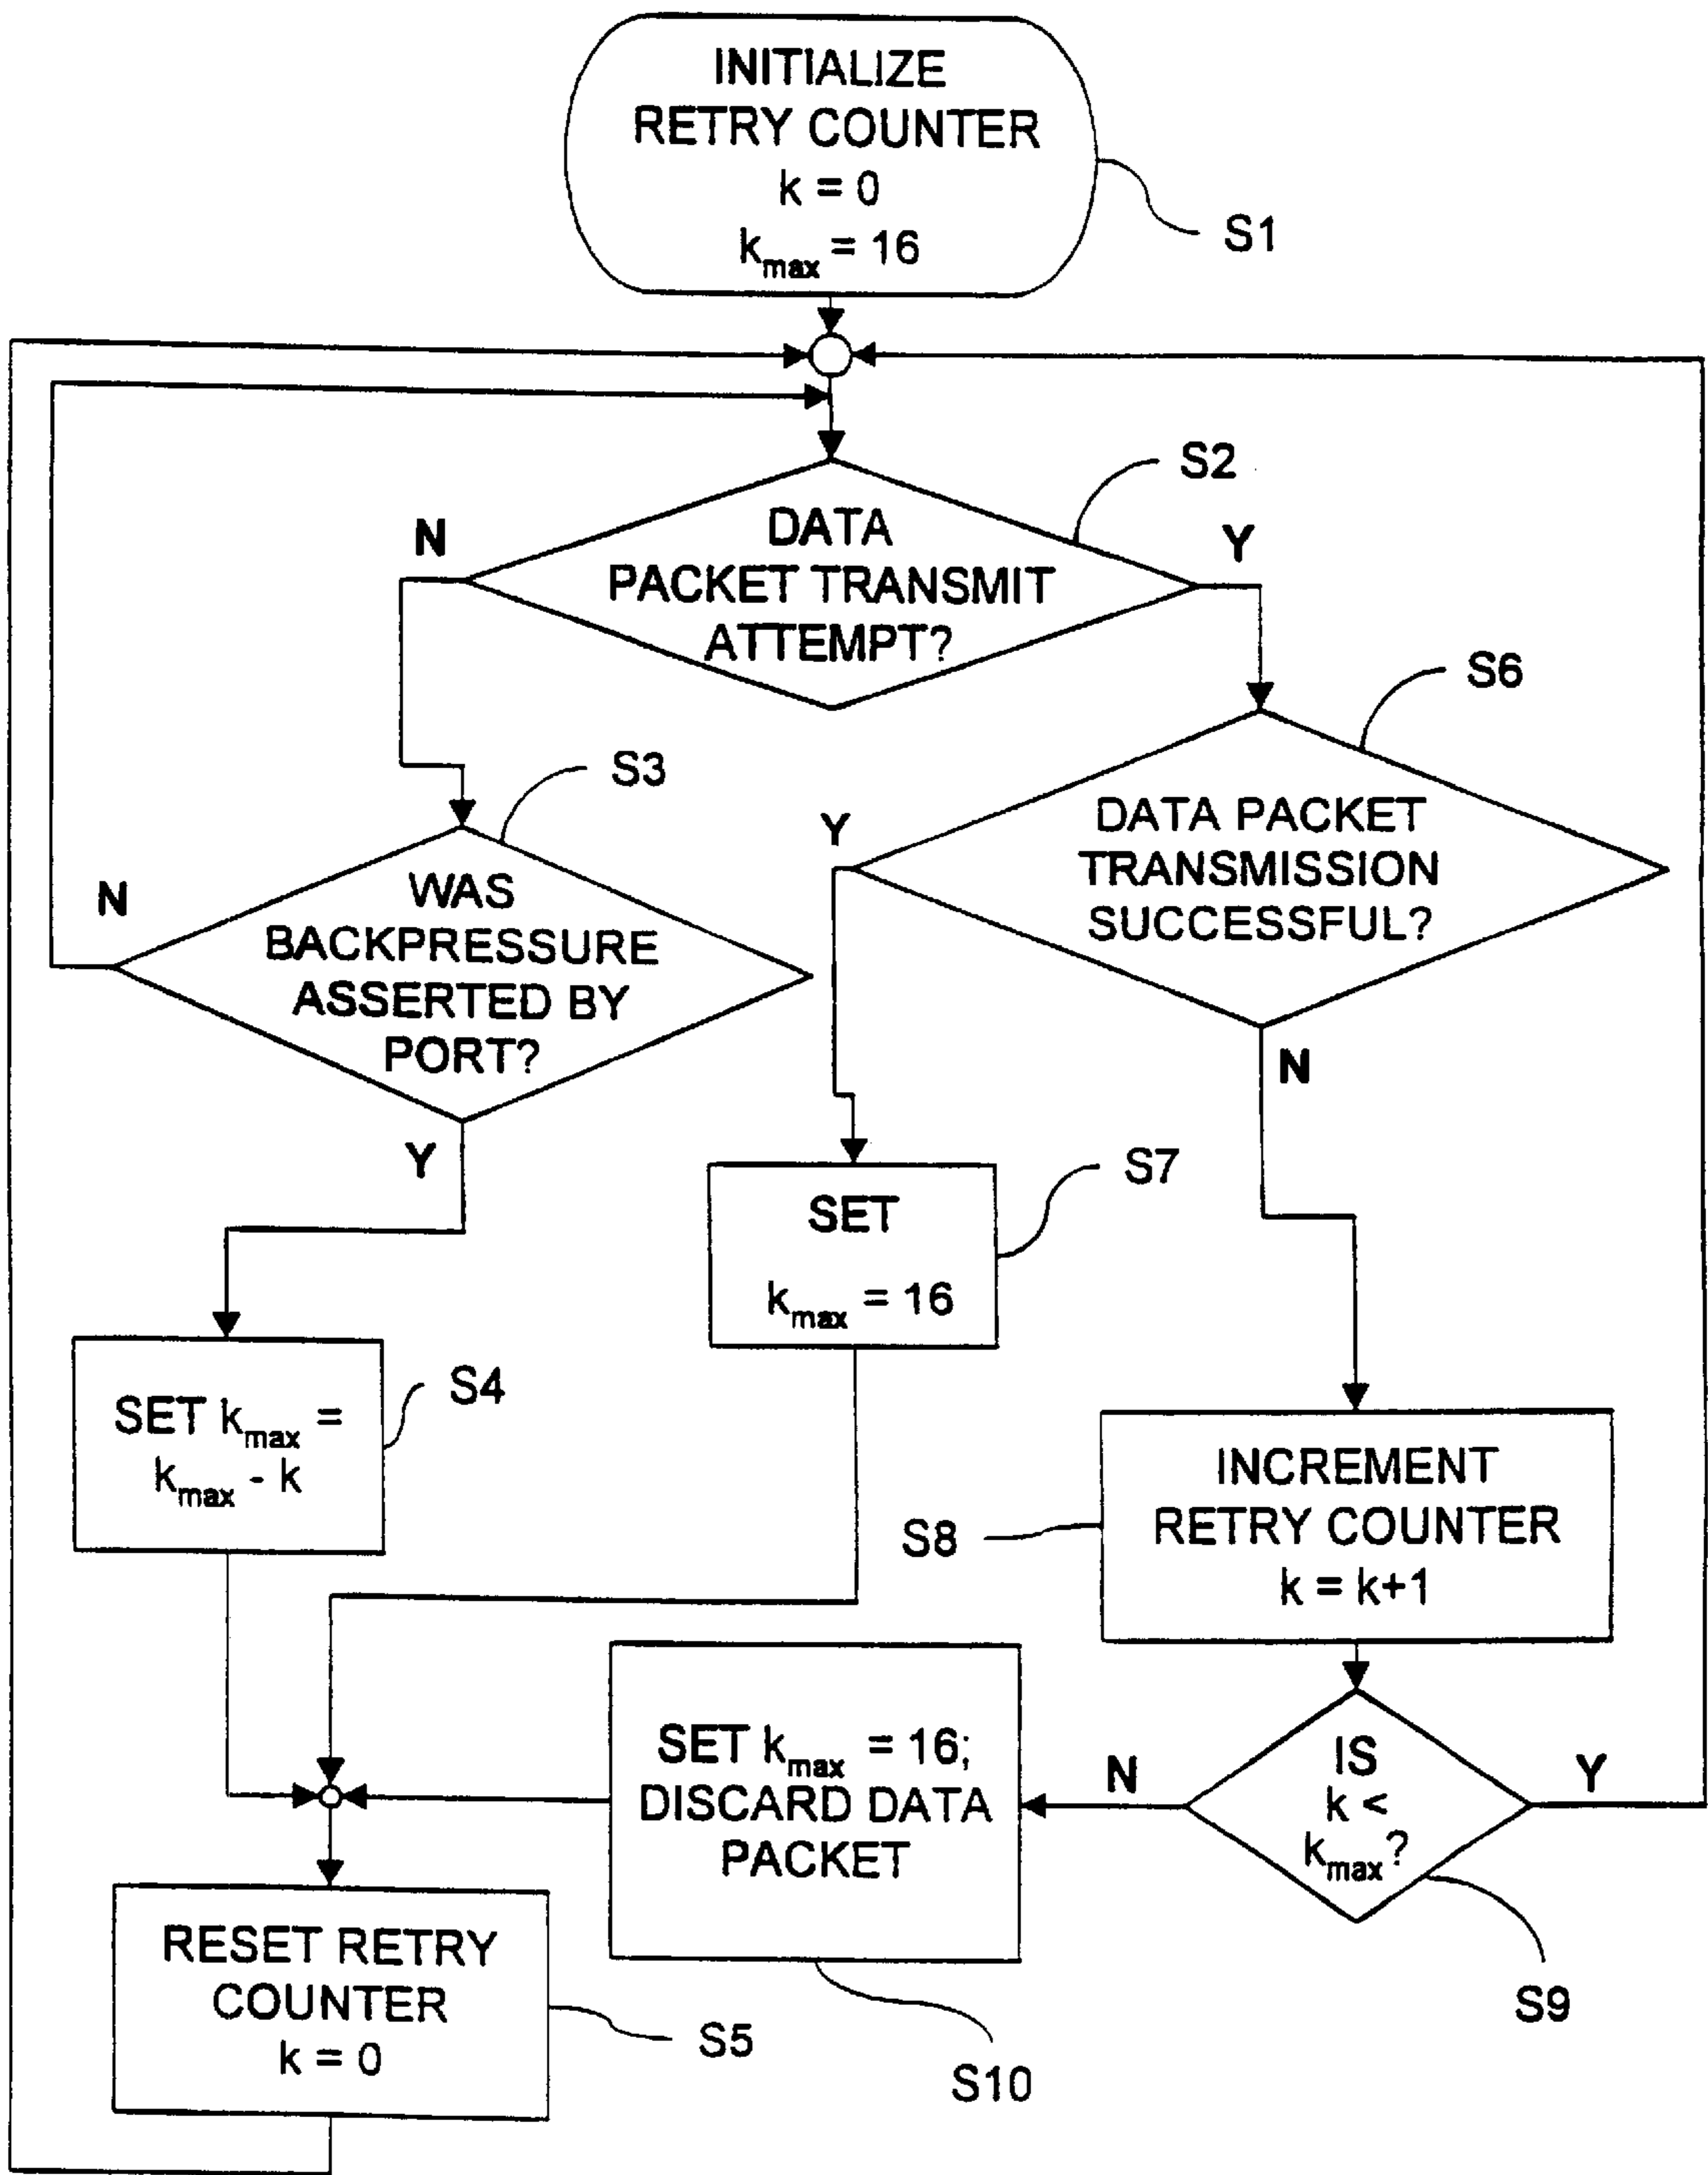 INITIALIZE
RETRY COUNTER
k = 0
kmax = 16
S1
S2
N
DATA
PACKET TRANSMIT
ATTEMPT?
Y
S6
S3
Y
DATA PACKET
TRANSMISSION
SUCCESSFUL?
N
WAS
BACKPRESSURE
ASSERTED BY
PORT?
N
Y
S7
SET
kmax = 16
S4
SET kmax =
kmax - k
INCREMENT
RETRY COUNTER
k = k+1
S8
SET kmax = 16;
DISCARD DATA
PACKET
N
IS
k <
kmax?
Y
RESET RETRY
COUNTER
k = 0
S5
S10
S9